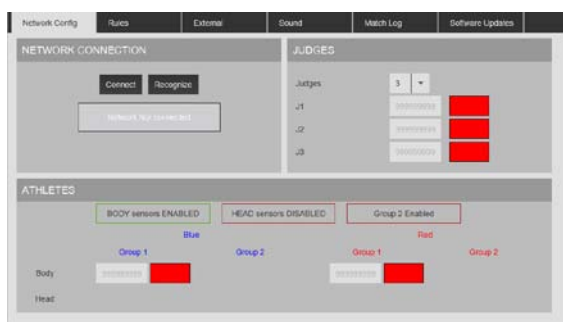 Network Config Rules External Sound Match Log Software Updates
NETWORK CONNECTION
Connect Recognize
Network Not connected
JUDGES
Judges 3
J1
J2
J3
ATHLETES
BODY sensors ENABLED HEAD sensors DISABLED Group 2 Enabled
Blue Red
Group 1 Group 2 Group 1 Group 2
Body
Head